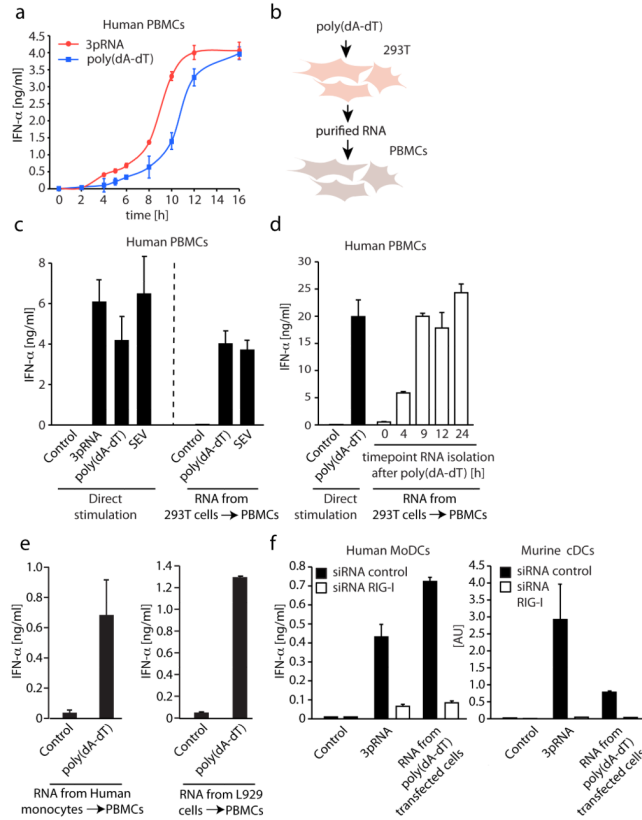 a
Human PBMCs
3pRNA
poly(dA-dT)
IFN-α [ng/ml]
4.5
4.0
3.5
3.0
2.5
2.0
1.5
1.0
0.5
0
0 2 4 6 8 10 12 14 16
time [h]
b
poly(dA-dT)
293T
purified RNA
PBMCs
c
Human PBMCs
IFN-α [ng/ml]
8
6
4
2
0
Control
3pRNA
poly(dA-dT)
SEV
Control
poly(dA-dT)
SEV
Direct
stimulation
RNA from
293T cells → PBMCs
d
Human PBMCs
IFN-α [ng/ml]
30
25
20
15
10
5
0
Control
poly(dA-dT)
0 4 9 12 24
timepoint RNA isolation
after poly(dA-dT) [h]
Direct
stimulation
RNA from
293T cells → PBMCs
e
IFN-α [ng/ml]
1.0
0.8
0.6
0.4
0.2
0
Control
poly(dA-dT)
RNA from Human
monocytes → PBMCs
1.4
1.2
1.0
0.8
0.6
0.4
0.2
0
Control
poly(dA-dT)
RNA from L929
cells → PBMCs
f
Human MoDCs
siRNA control
siRNA RIG-I
IFN-α [ng/ml]
0.8
0.7
0.6
0.5
0.4
0.3
0.2
0.1
0
Control
3pRNA
RNA from
poly(dA-dT)
transfected cells
Murine cDCs
siRNA control
siRNA
RIG-I
[AU]
4.5
4.0
3.5
3.0
2.5
2.0
1.5
1.0
0.5
0
Control
3pRNA
RNA from
poly(dA-dT)
transfected cells